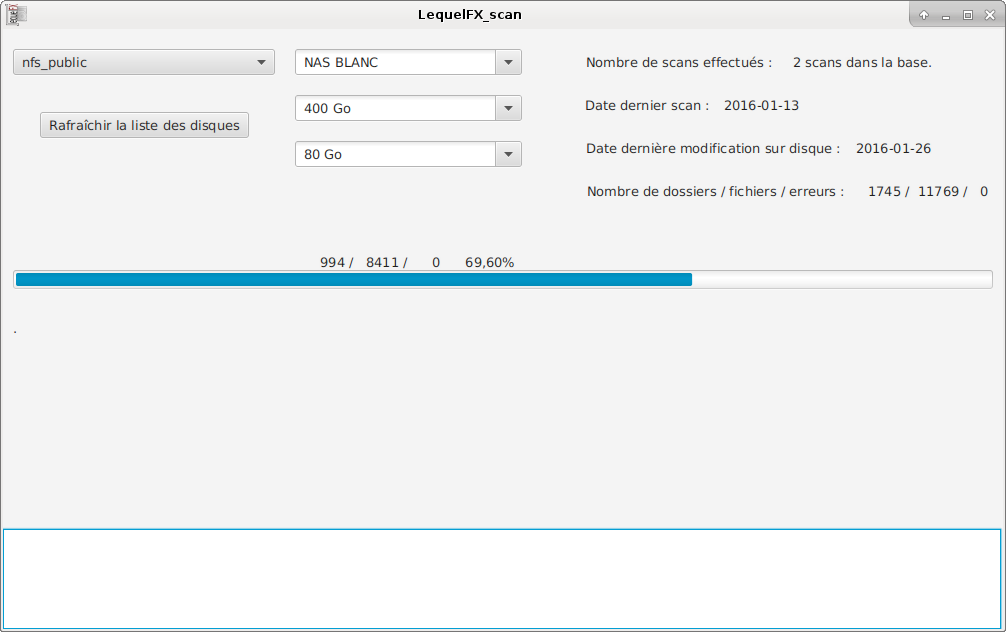 LequelFX_scan
nfs_public
NAS BLANC
Nombre de scans effectués : 2 scans dans la base.
400 Go
Date dernier scan : 2016-01-13
Rafraîchir la liste des disques
80 Go
Date dernière modification sur disque : 2016-01-26
Nombre de dossiers / fichiers / erreurs : 1745 / 11769 / 0
994 / 8411 / 0 69,60%
.